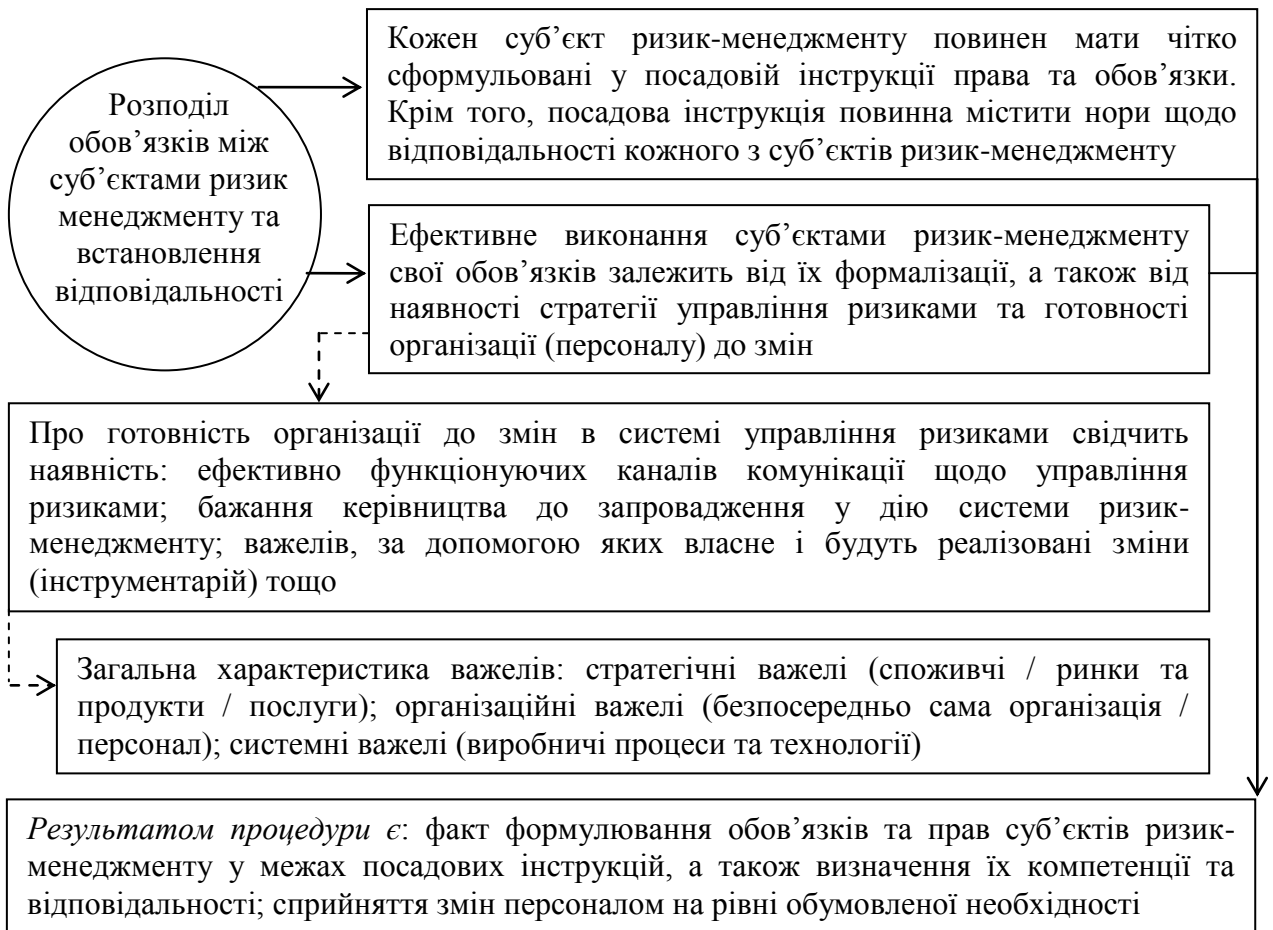 Розподіл
обов’язків між
суб’єктами ризик
менеджменту та
встановлення
відповідальності
Кожен суб’єкт ризик-менеджменту повинен мати чітко
сформульовані у посадовій інструкції права та обов’язки.
Крім того, посадова інструкція повинна містити нори щодо
відповідальності кожного з суб’єктів ризик-менеджменту
Ефективне виконання суб’єктами ризик-менеджменту
свої обов’язків залежить від їх формалізації, а також від
наявності стратегії управління ризиками та готовності
організації (персоналу) до змін
Про готовність організації до змін в системі управління ризиками свідчить
наявність: ефективно функціонуючих каналів комунікації щодо управління
ризиками; бажання керівництва до запровадження у дію системи ризик-
менеджменту; важелів, за допомогою яких власне і будуть реалізовані зміни
(інструментарій) тощо
Загальна характеристика важелів: стратегічні важелі (споживчі / ринки та
продукти / послуги); організаційні важелі (безпосередньо сама організація /
персонал); системні важелі (виробничі процеси та технології)
Результатом процедури є: факт формулювання обов’язків та прав суб’єктів ризик-
менеджменту у межах посадових інструкцій, а також визначення їх компетенції та
відповідальності; сприйняття змін персоналом на рівні обумовленої необхідності